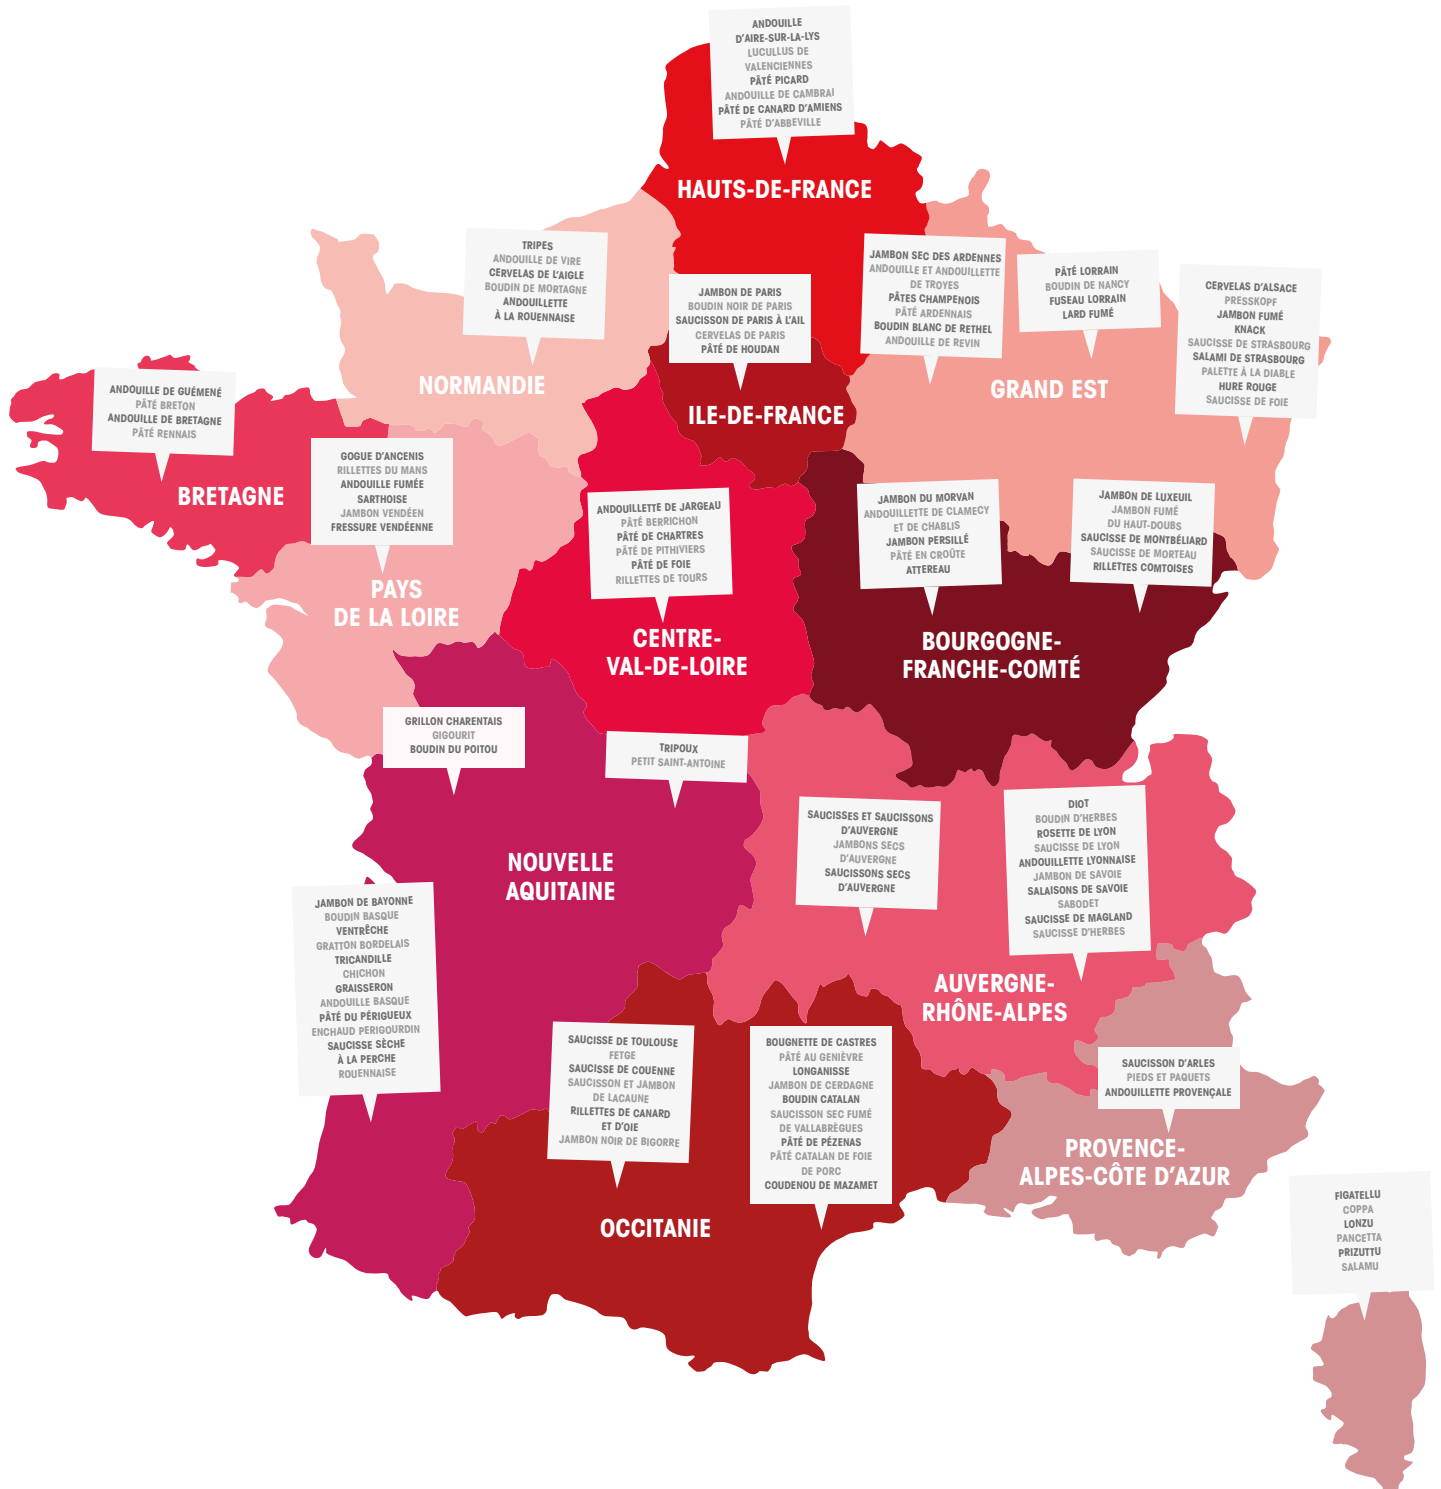 ANDOUILLE
D'AIRE-SUR-LA-LYS
LUCULLUS DE
VALENCIENNES
PÂTÉ PICARD
ANDOUILLE DE CAMBRAI
PÂTÉ DE CANARD D'AMIENS
PÂTÉ D'ABBEVILLE
HAUTS-DE-FRANCE
TRIPES
ANDOUILLE DE VIRE
CERVELAS DE L'AIGLE
BOUDIN DE MORTAGNE
ANDOUILLETTE
À LA ROUENNAISE
NORMANDIE
JAMBON DE PARIS
BOUDIN NOIR DE PARIS
SAUCISSON DE PARIS À L'AIL
CERVELAS DE PARIS
PÂTÉ DE HOUDAN
ILE-DE-FRANCE
JAMBON SEC DES ARDENNES
ANDOUILLE ET ANDOUILLETTE
DE TROYES
PÂTES CHAMPENOIS
PÂTÉ ARDENNAIS
BOUDIN BLANC DE RETHEL
ANDOUILLE DE REVIN
PÂTÉ LORRAIN
BOUDIN DE NANCY
FUSEAU LORRAIN
LARD FUMÉ
CERVELAS D'ALSACE
PRESSKOPF
JAMBON FUMÉ
KNACK
SAUCISSE DE STRASBOURG
SALAMI DE STRASBOURG
PALETTE À LA DIABLE
HURE ROUGE
SAUCISSE DE FOIE
GRAND EST
ANDOUILLE DE GUÉMENÉ
PÂTÉ BRETON
ANDOUILLE DE BRETAGNE
PÂTÉ RENNAIS
BRETAGNE
GOGUE D'ANCENIS
RILLETTES DU MANS
ANDOUILLE FUMÉE
SARTHOISE
JAMBON VENDÉEN
FRESSURE VENDÉENNE
PAYS
DE LA LOIRE
ANDOUILLETTE DE JARGEAU
PÂTÉ BERRICHON
PÂTÉ DE CHARTRES
PÂTÉ DE PITHIVIERS
PÂTÉ DE FOIE
RILLETTES DE TOURS
CENTRE-
VAL-DE-LOIRE
JAMBON DU MORVAN
ANDOUILLETTE DE CLAMECY
ET DE CHABLIS
JAMBON PERSILLÉ
PÂTÉ EN CROÛTE
ATTEREAU
JAMBON DE LUXEUIL
JAMBON FUMÉ
DU HAUT-DOUBS
SAUCISSE DE MONTBÉLIARD
SAUCISSE DE MORTEAU
RILLETTES COMTOISES
BOURGOGNE-
FRANCHE-COMTÉ
GRILLON CHARENTAIS
GIGOURIT
BOUDIN DU POITOU
TRIPOUX
PETIT SAINT-ANTOINE
NOUVELLE
AQUITAINE
JAMBON DE BAYONNE
BOUDIN BASQUE
VENTRÊCHE
GRATTON BORDELAIS
TRICANDILLE
CHICHON
GRAISSERON
ANDOUILLE BASQUE
PÂTÉ DU PÉRIGUEUX
ENCHAUD PERIGOURDIN
SAUCISSE SÈCHE
À LA PERCHE
ROUENNAISE
SAUCISSES ET SAUCISSONS
D'AUVERGNE
JAMBONS SECS
D'AUVERGNE
SAUCISSONS SECS
D'AUVERGNE
DIOT
BOUDIN D'HERBES
ROSETTE DE LYON
SAUCISSE DE LYON
ANDOUILLETTE LYONNAISE
JAMBON DE SAVOIE
SALAISONS DE SAVOIE
SABODET
SAUCISSE DE MAGLAND
SAUCISSE D'HERBES
AUVERGNE-
RHÔNE-ALPES
SAUCISSE DE TOULOUSE
FETGE
SAUCISSE DE COUENNE
SAUCISSON ET JAMBON
DE LACAUNE
RILLETTES DE CANARD
ET D'OIE
JAMBON NOIR DE BIGORRE
BOUGNETTE DE CASTRES
PÂTÉ AU GENIÈVRE
LONGANISSE
JAMBON DE CERDAGNE
BOUDIN CATALAN
SAUCISSON SEC FUMÉ
DE VALLABRÈGUES
PÂTÉ DE PÉZENAS
PÂTÉ CATALAN DE FOIE
DE PORC
COUDENOU DE MAZAMET
OCCITANIE
SAUCISSON D'ARLES
PIEDS ET PAQUETS
ANDOUILLETTE PROVENÇALE
PROVENCE-
ALPES-CÔTE D'AZUR
FIGATELLU
COPPA
LONZU
PANCETTA
PRIZUTTU
SALAMU